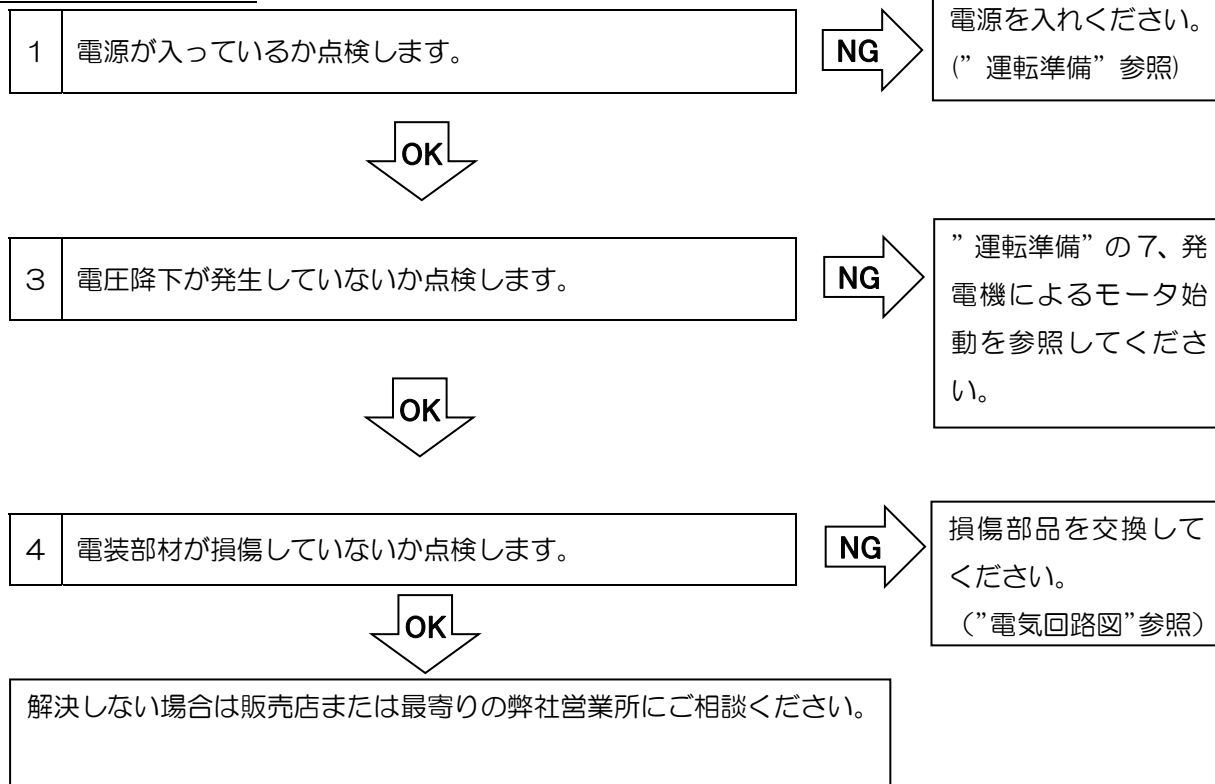 1 電源が入っているか点検します。
NG
電源を入れください。
(”運転準備”参照)
OK
3 電圧降下が発生していないか点検します。
NG
”運転準備”の7、発
電機によるモータ始
動を参照してくださ
い。
OK
4 電装部材が損傷していないか点検します。
NG
損傷部品を交換して
ください。
(”電気回路図”参照)
OK
解決しない場合は販売店または最寄りの弊社営業所にご相談ください。